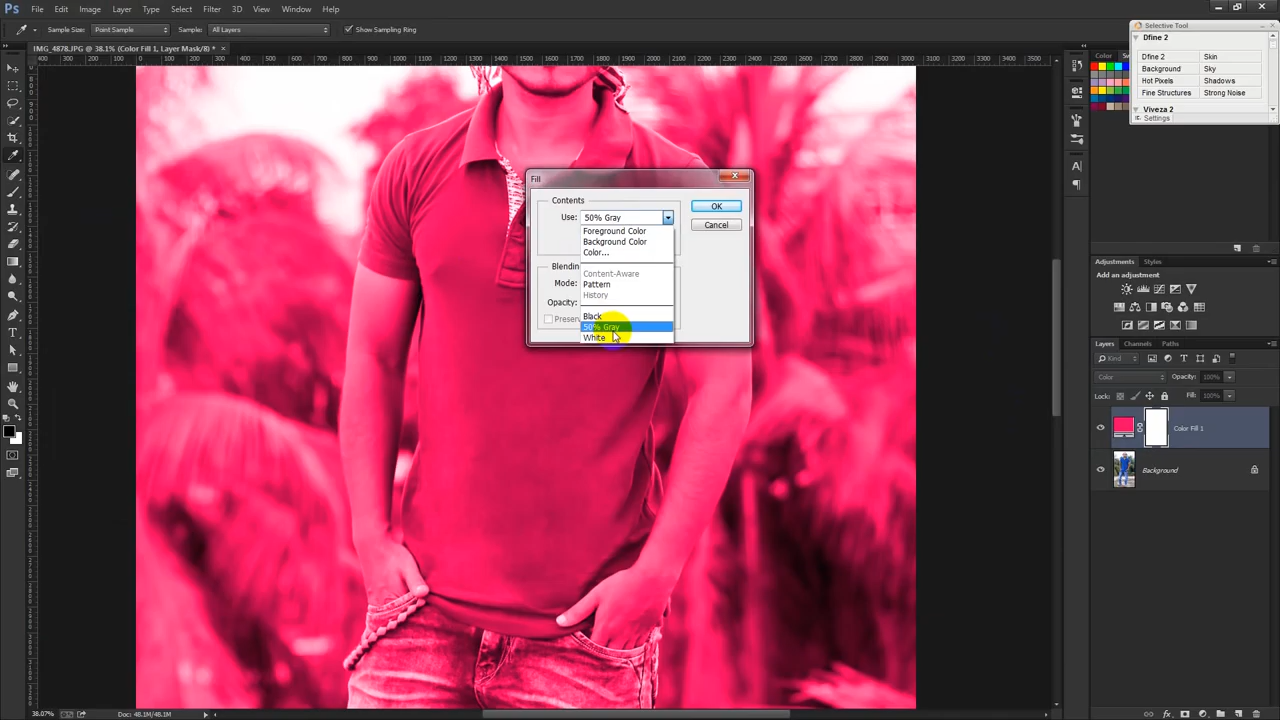 Ps File Edit Image Layer Type Select Filter 3D View Window Help
Sample Size: Point Sample Sample: All Layers Show Sampling Ring
IMG_4878.JPG @ 38.1% (Color Fill 1, Layer Mask/8) * ×
Selective Tool
Dfine 2
Dfine 2 Skin
Background Sky
Hot Pixels Shadows
Fine Structures Strong Noise
Viveza 2
Settings
Color
Fill
Contents
Use: 50% Gray
OK
Cancel
Foreground Color
Background Color
Color...
Content-Aware
Pattern
History
Black
50% Gray
White
Blendin
Mode:
Opacity:
Preserv
Adjustments Styles
Add an adjustment
Layers Channels Paths
Kind
Color Opacity: 100%
Lock: Fill: 100%
Color Fill 1
Background
38.07% Doc: 48.1M/48.1M